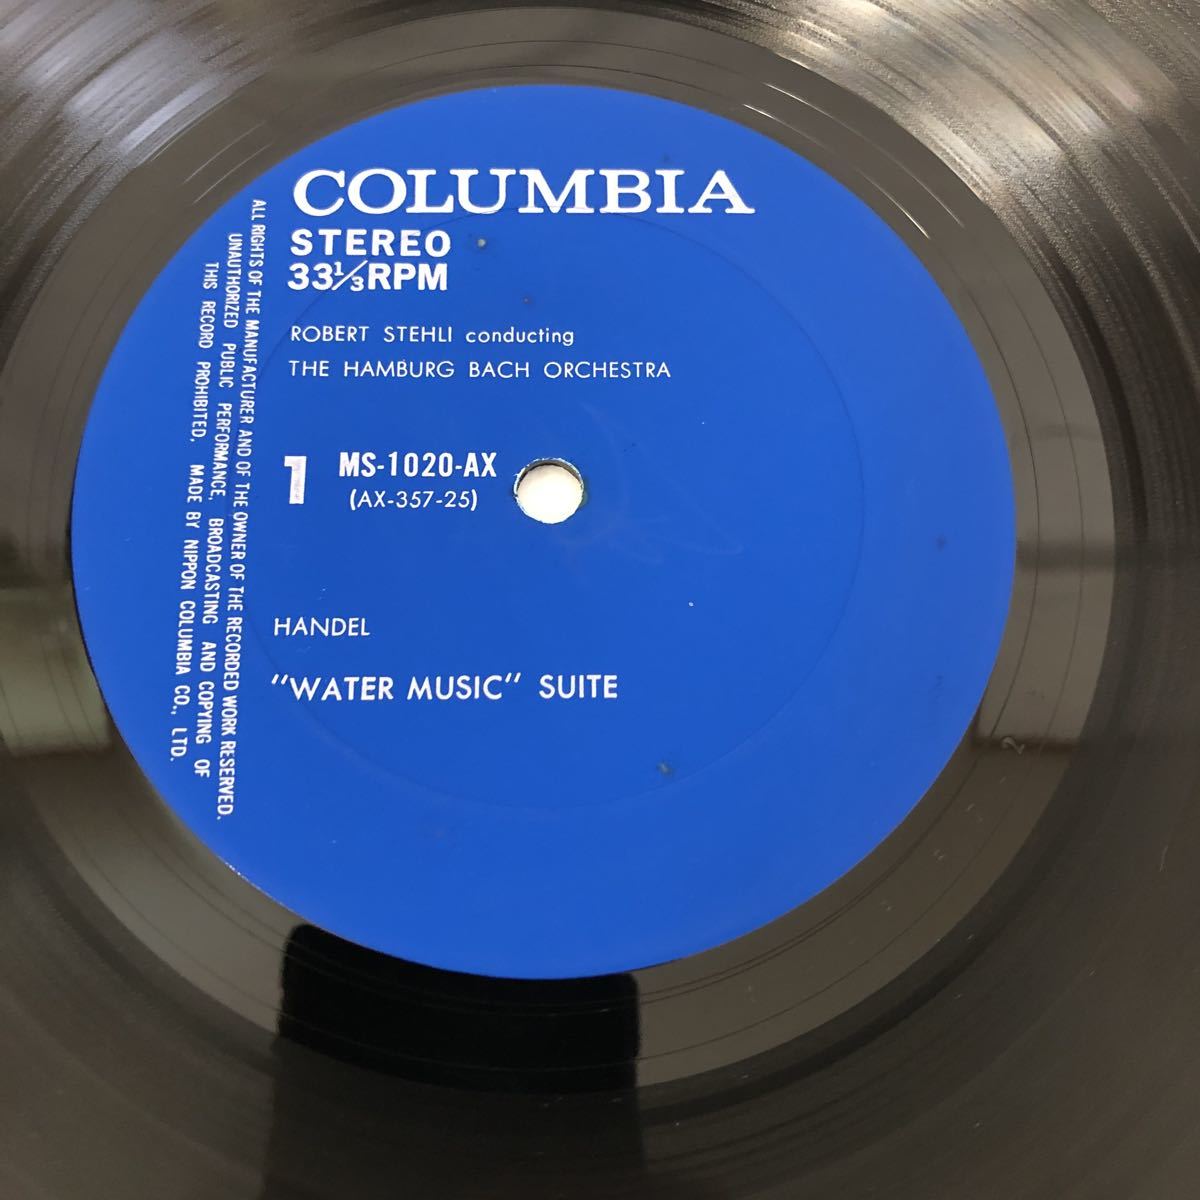 COLUMBIA
STEREO
33⅓RPM
ROBERT STEHLI conducting
THE HAMBURG BACH ORCHESTRA
1 MS-1020-AX
(AX-357-25)
HANDEL
"WATER MUSIC" SUITE
ALL RIGHTS OF THE MANUFACTURER AND OF THE OWNER OF THE RECORDED WORK RESERVED.
UNAUTHORIZED PUBLIC PERFORMANCE, BROADCASTING AND COPYING OF
THIS RECORD PROHIBITED. MADE BY NIPPON COLUMBIA CO., LTD.
2